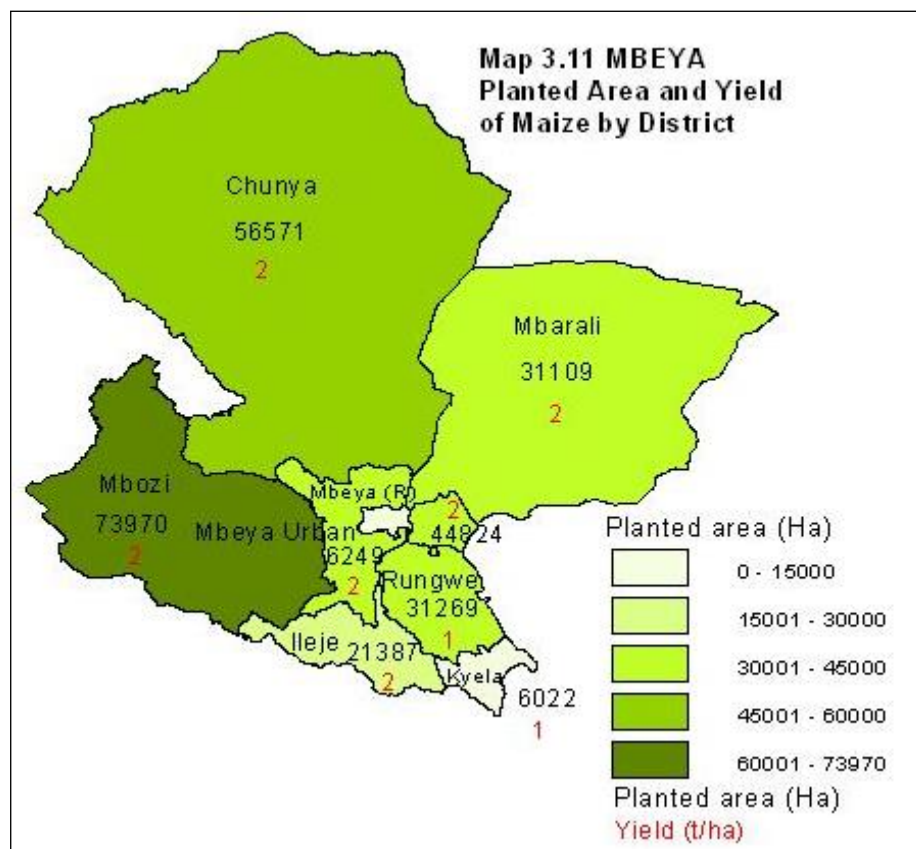 Map 3.11 MBEYA
Planted Area and Yield
of Maize by District
Chunya
56571
2
Mbarali
31109
2
Mbozi
73970
2
Mbeya (R)
2
44824
Mbeya Urban
6249
2
Rungwe
31269
1
Ileje
21387
2
Kyela
6022
1
Planted area (Ha)
0 - 15000
15001 - 30000
30001 - 45000
45001 - 60000
60001 - 73970
Planted area (Ha)
Yield (t/ha)